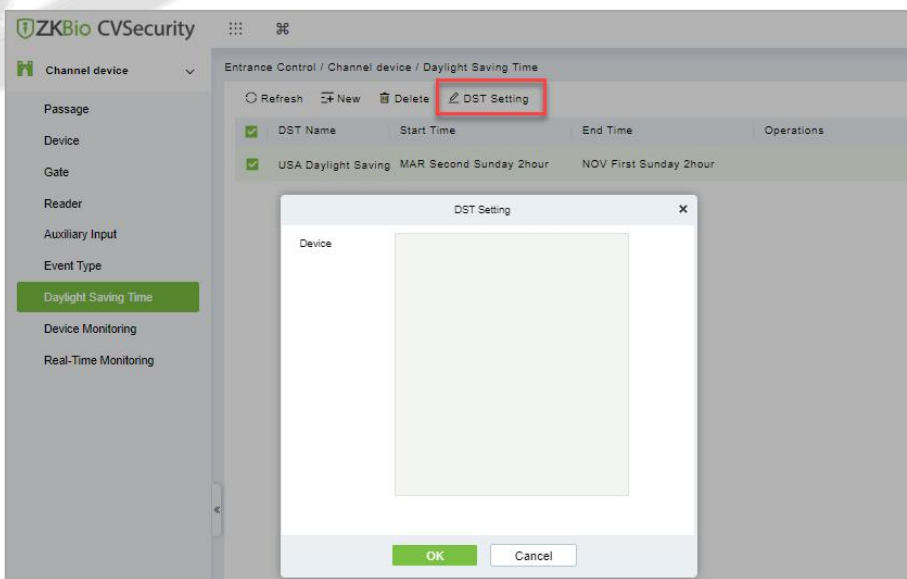 ZKBio CVSecurity
Channel device
Passage
Device
Gate
Reader
Auxiliary Input
Event Type
Daylight Saving Time
Device Monitoring
Real-Time Monitoring
Entrance Control / Channel device / Daylight Saving Time
Refresh New Delete DST Setting
DST Name Start Time End Time Operations
USA Daylight Saving MAR Second Sunday 2hour NOV First Sunday 2hour
DST Setting
Device
OK Cancel